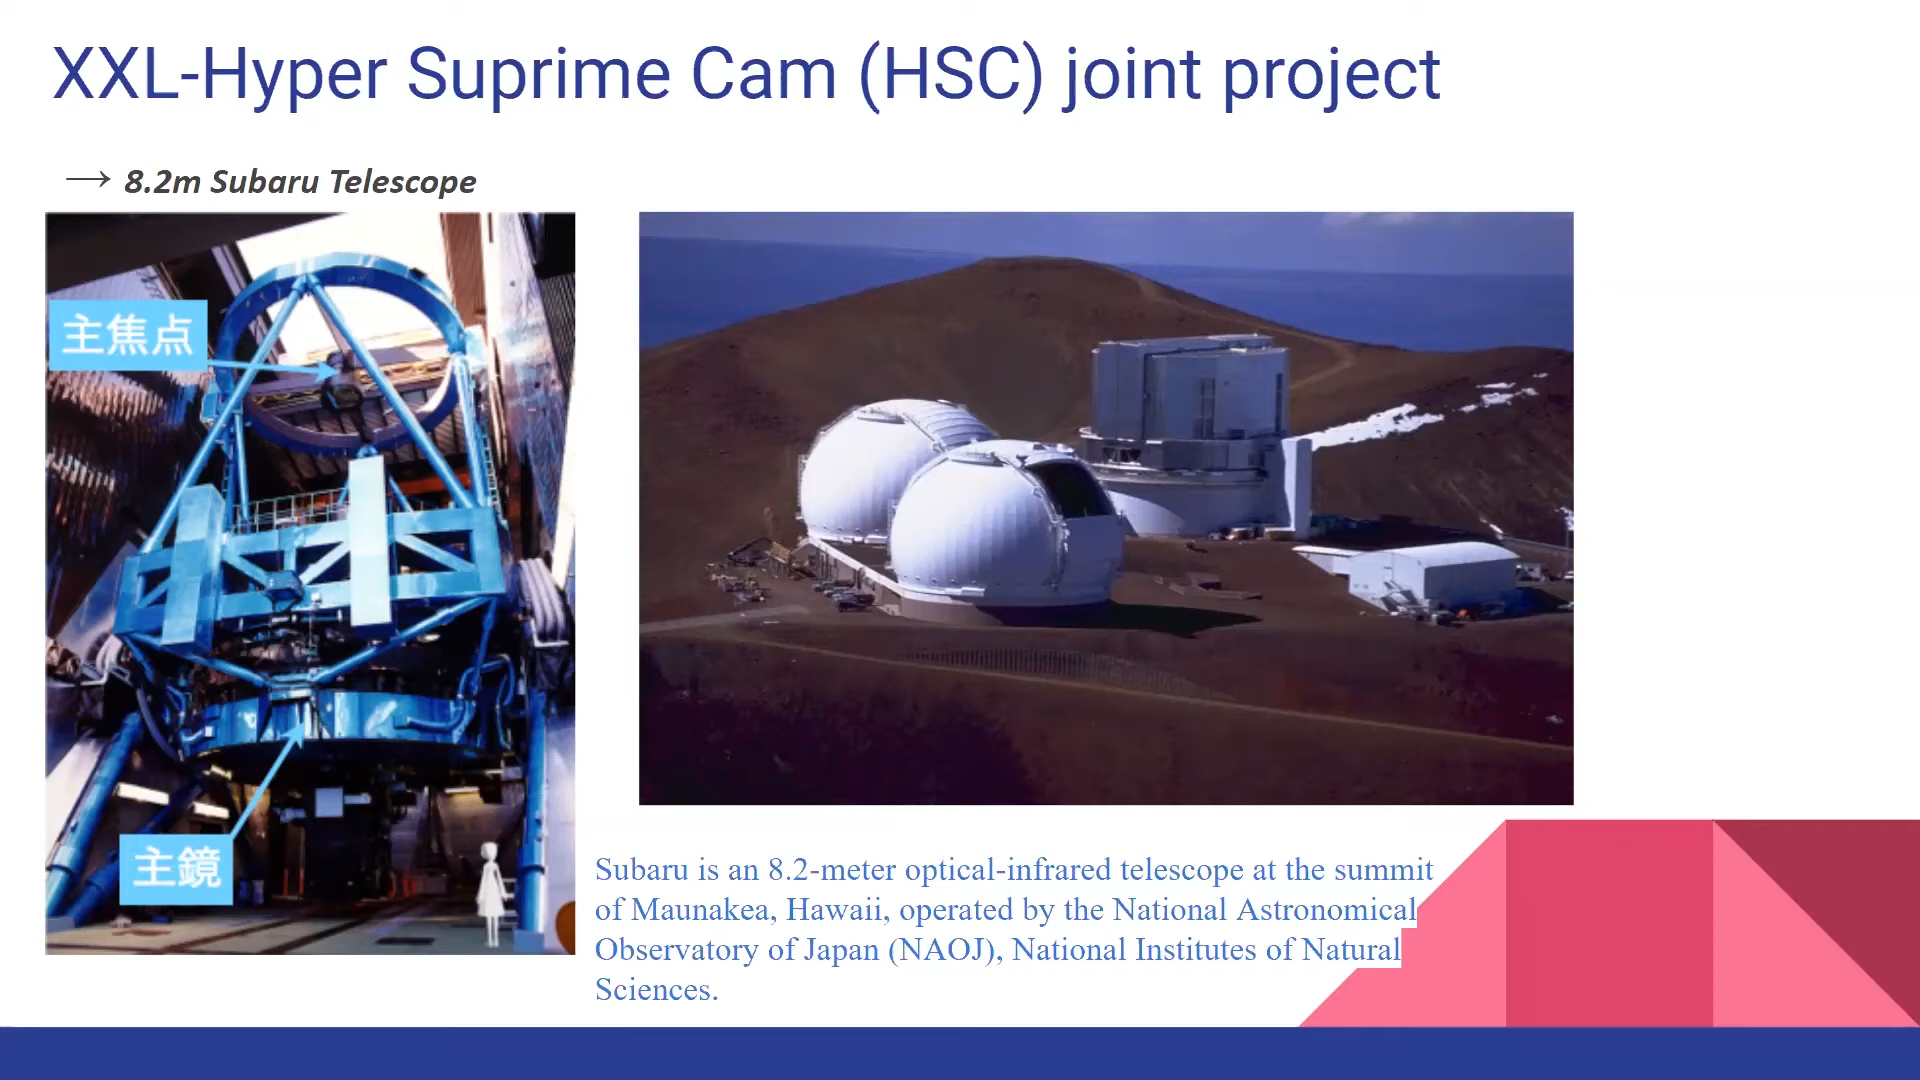 XXL-Hyper Suprime Cam (HSC) joint project
→ 8.2m Subaru Telescope
主焦点
主鏡
Subaru is an 8.2-meter optical-infrared telescope at the summit
of Maunakea, Hawaii, operated by the National Astronomical
Observatory of Japan (NAOJ), National Institutes of Natural
Sciences.